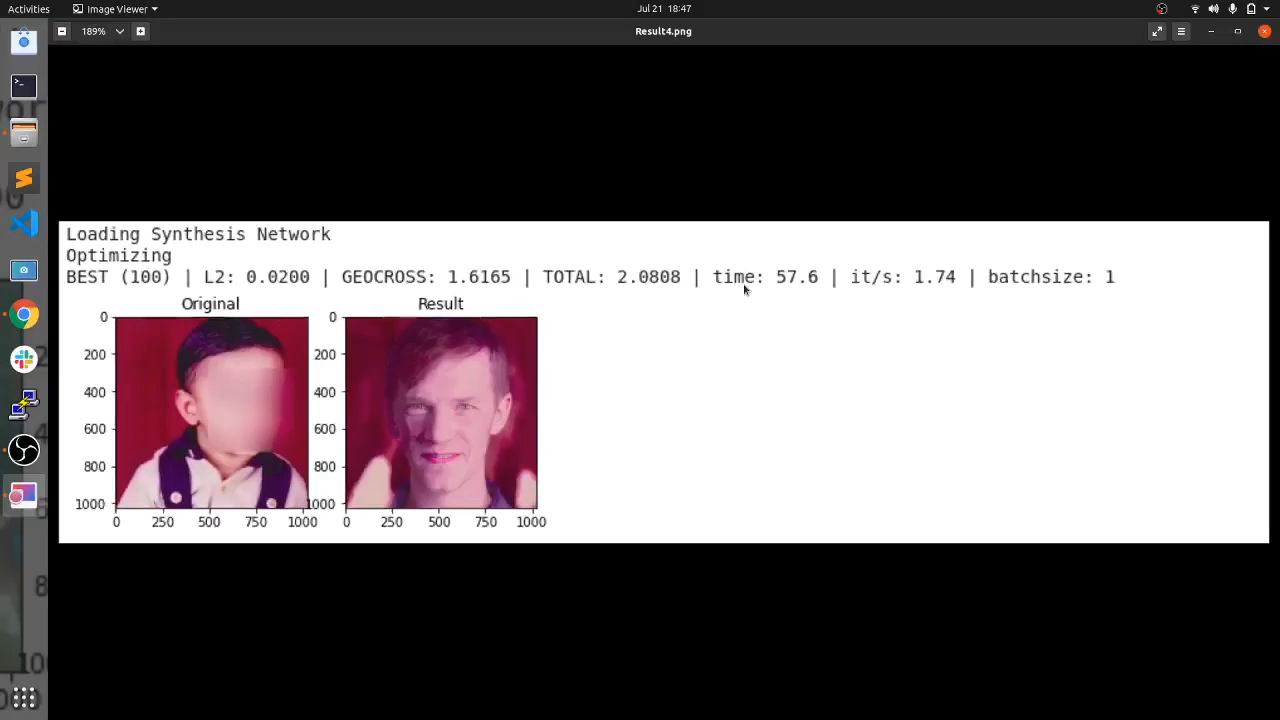 Activities Image Viewer Jul 21 18:47
189% Result4.png
Loading Synthesis Network
Optimizing
BEST (100) | L2: 0.0200 | GEOCROSS: 1.6165 | TOTAL: 2.0808 | time: 57.6 | it/s: 1.74 | batchsize: 1
Original Result
0 0
200 200
400 400
600 600
800 800
1000 1000
0 250 500 750 1000 0 250 500 750 1000